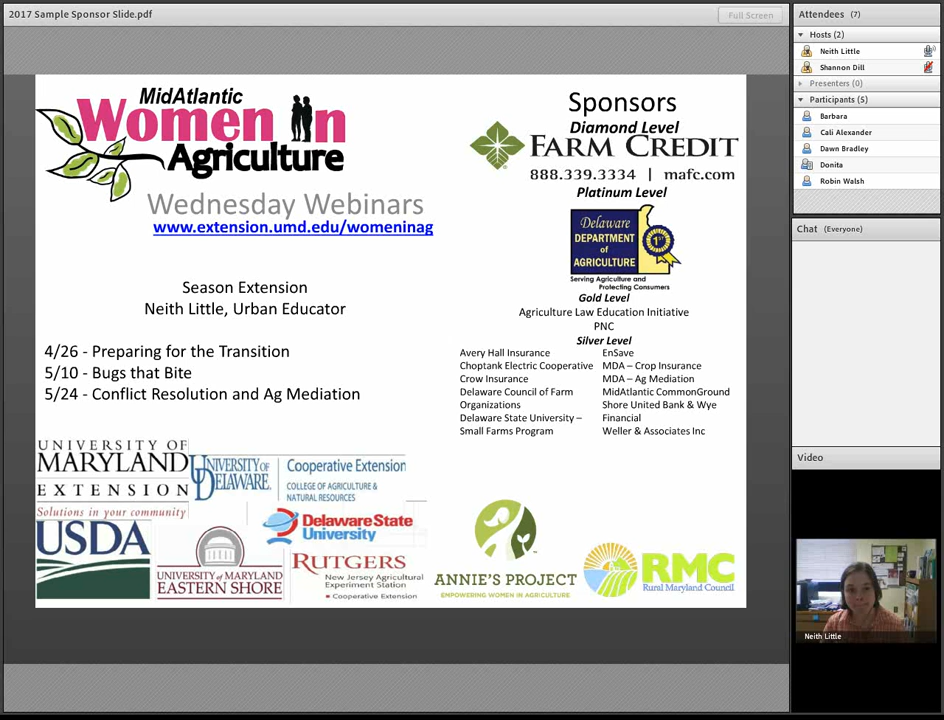 2017 Sample Sponsor Slide.pdf
Full Screen
MidAtlantic
Women in
Agriculture
Wednesday Webinars
www.extension.umd.edu/womeninag
Season Extension
Neith Little, Urban Educator
4/26 - Preparing for the Transition
5/10 - Bugs that Bite
5/24 - Conflict Resolution and Ag Mediation
UNIVERSITY OF
MARYLAND
EXTENSION
Solutions in your community
UNIVERSITY OF
DELAWARE
Cooperative Extension
COLLEGE OF AGRICULTURE &
NATURAL RESOURCES
Delaware State
University
USDA
UNIVERSITY of MARYLAND
EASTERN SHORE
RUTGERS
New Jersey Agricultural
Experiment Station
• Cooperative Extension
Sponsors
Diamond Level
FARM CREDIT
888.339.3334 | mafc.com
Platinum Level
Delaware
DEPARTMENT
of
AGRICULTURE
1st
Serving Agriculture and
Protecting Consumers
Gold Level
Agriculture Law Education Initiative
PNC
Silver Level
Avery Hall Insurance
Choptank Electric Cooperative
Crow Insurance
Delaware Council of Farm
Organizations
Delaware State University –
Small Farms Program
EnSave
MDA – Crop Insurance
MDA – Ag Mediation
MidAtlantic CommonGround
Shore United Bank & Wye
Financial
Weller & Associates Inc
ANNIE'S PROJECT
EMPOWERING WOMEN IN AGRICULTURE
RMC
Rural Maryland Council
Attendees (7)
Hosts (2)
Neith Little
Shannon Dill
Presenters (0)
Participants (5)
Barbara
Cali Alexander
Dawn Bradley
Donita
Robin Walsh
Chat (Everyone)
Video
Neith Little